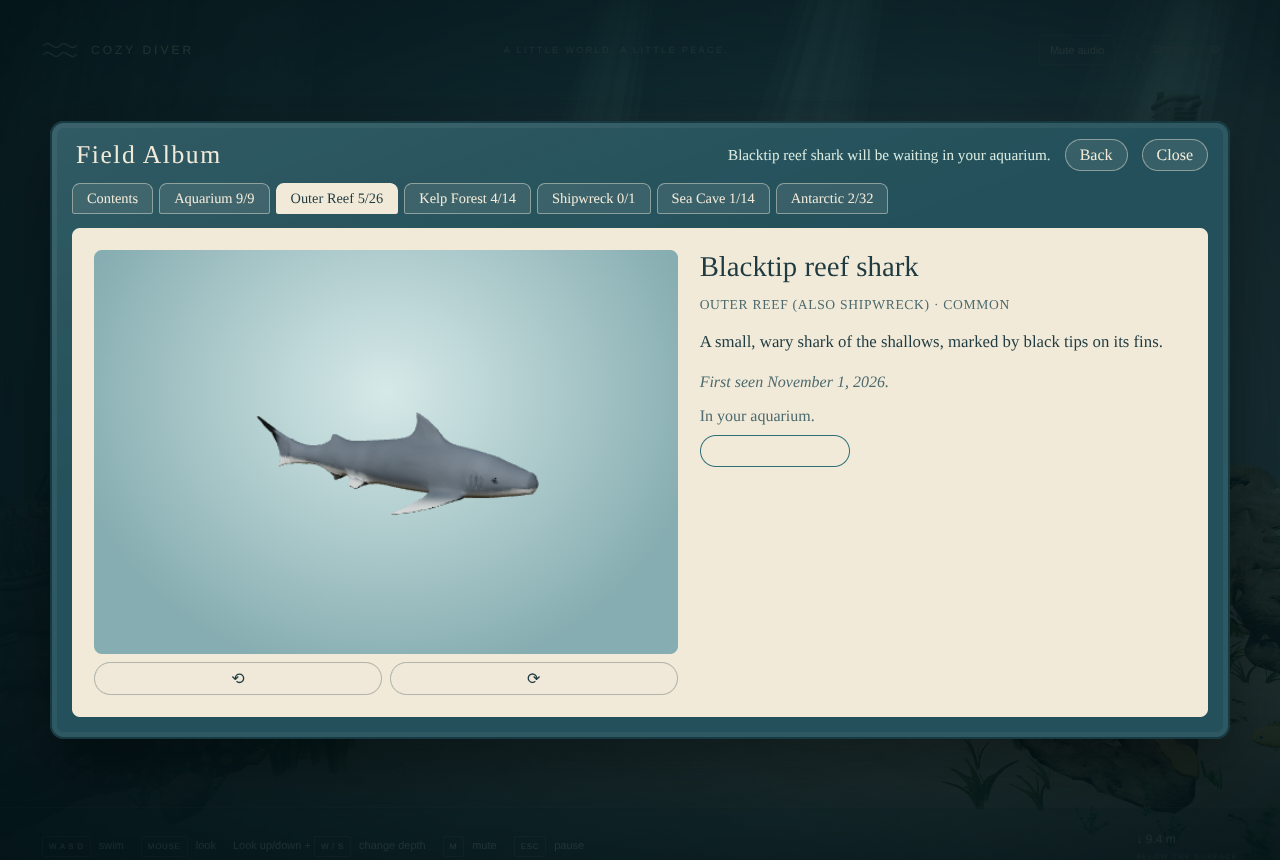 COZY DIVER
A LITTLE WORLD. A LITTLE PEACE.
Mute audio
Field Album
Blacktip reef shark will be waiting in your aquarium.
Back
Close
Contents
Aquarium 9/9
Outer Reef 5/26
Kelp Forest 4/14
Shipwreck 0/1
Sea Cave 1/14
Antarctic 2/32
Blacktip reef shark
OUTER REEF (ALSO SHIPWRECK) · COMMON
A small, wary shark of the shallows, marked by black tips on its fins.
First seen November 1, 2026.
In your aquarium.
⟲
⟳
W A S D swim MOUSE look Look up/down + W / S change depth M mute ESC pause
9.4 m